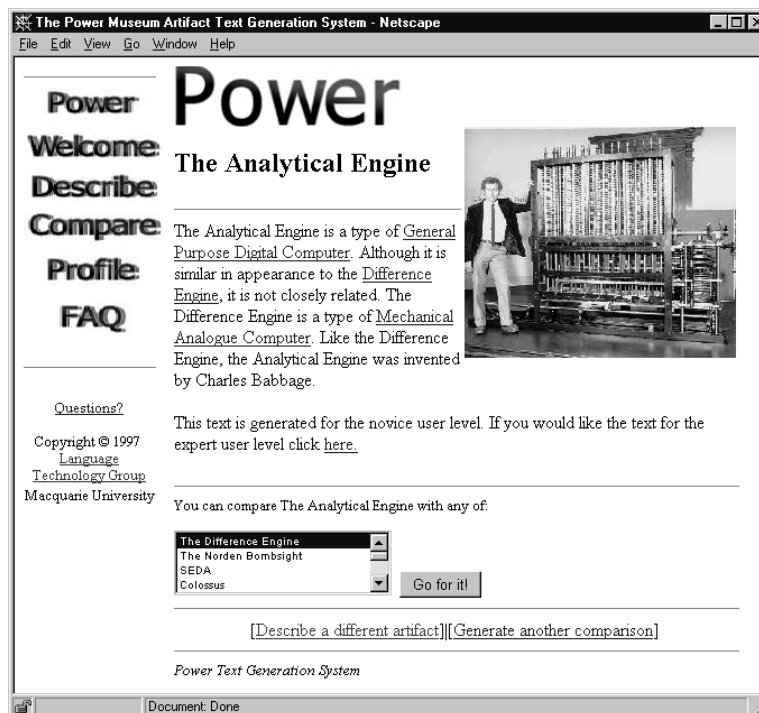 The Power Museum Artifact Text Generation System - Netscape
File Edit View Go Window Help
Power
Welcome
Describe
Compare
Profile
FAQ
Questions?
Copyright © 1997
Language
Technology Group
Macquarie University
Power
The Analytical Engine
The Analytical Engine is a type of General
Purpose Digital Computer. Although it is
similar in appearance to the Difference
Engine, it is not closely related. The
Difference Engine is a type of Mechanical
Analogue Computer. Like the Difference
Engine, the Analytical Engine was invented
by Charles Babbage.
This text is generated for the novice user level. If you would like the text for the
expert user level click here.
You can compare The Analytical Engine with any of:
The Difference Engine
The Norden Bombsight
SEDA
Colossus
Go for it!
[Describe a different artifact]|[Generate another comparison]
Power Text Generation System
Document: Done